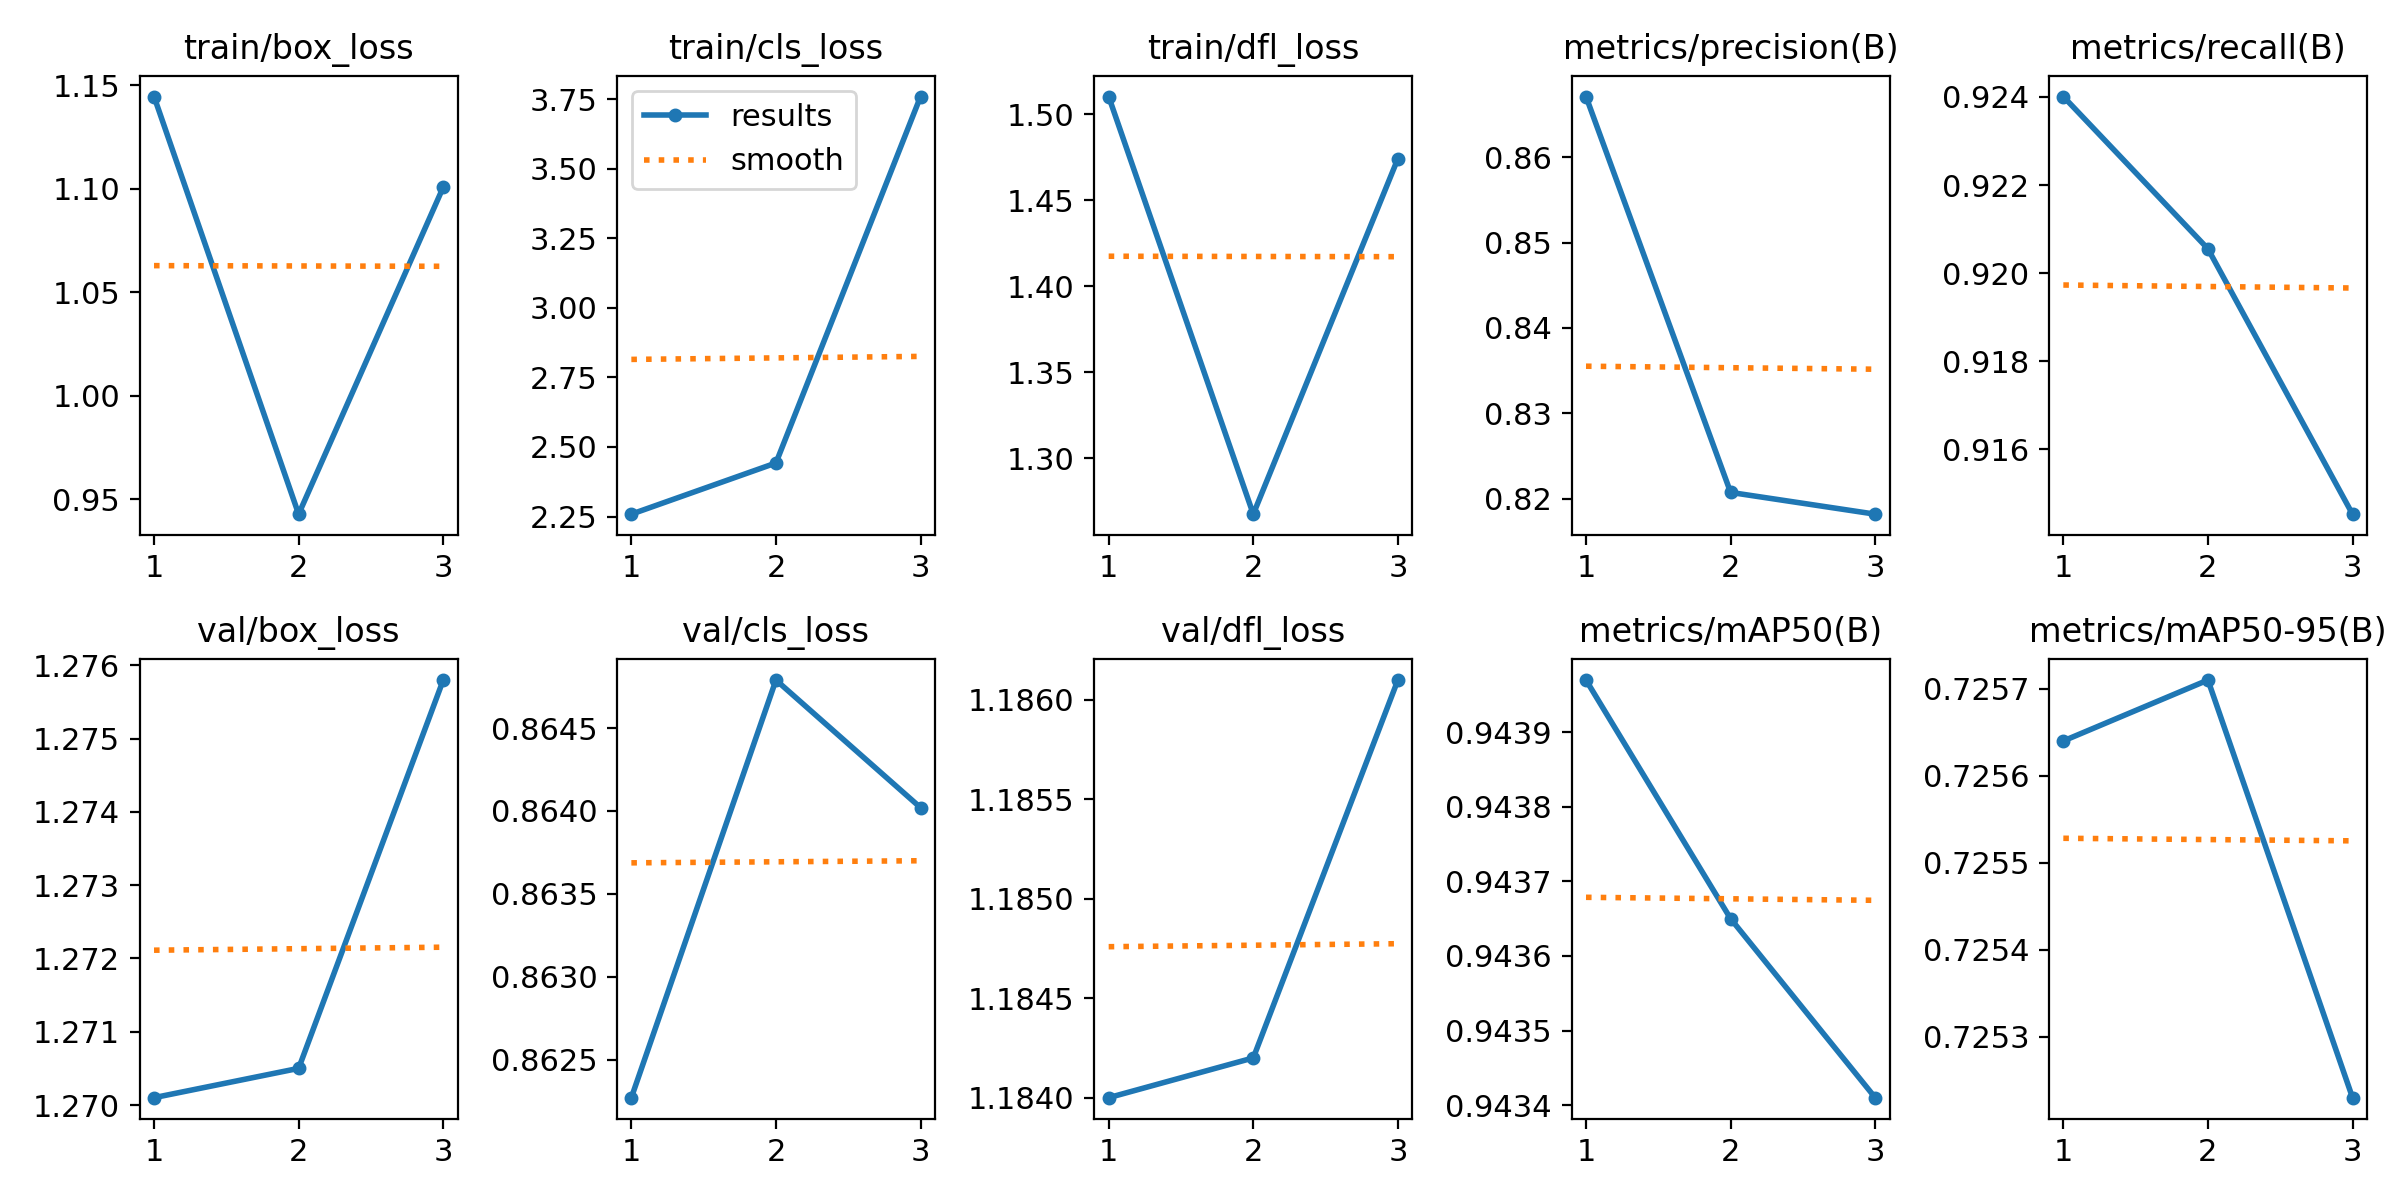 train/box_loss
1.15
1.10
1.05
1.00
0.95
1 2 3
train/cls_loss
results
smooth
3.75
3.50
3.25
3.00
2.75
2.50
2.25
1 2 3
train/dfl_loss
1.50
1.45
1.40
1.35
1.30
1 2 3
metrics/precision(B)
0.86
0.85
0.84
0.83
0.82
1 2 3
metrics/recall(B)
0.924
0.922
0.920
0.918
0.916
1 2 3
val/box_loss
1.276
1.275
1.274
1.273
1.272
1.271
1.270
1 2 3
val/cls_loss
0.8645
0.8640
0.8635
0.8630
0.8625
1 2 3
val/dfl_loss
1.1860
1.1855
1.1850
1.1845
1.1840
1 2 3
metrics/mAP50(B)
0.9439
0.9438
0.9437
0.9436
0.9435
0.9434
1 2 3
metrics/mAP50-95(B)
0.7257
0.7256
0.7255
0.7254
0.7253
1 2 3